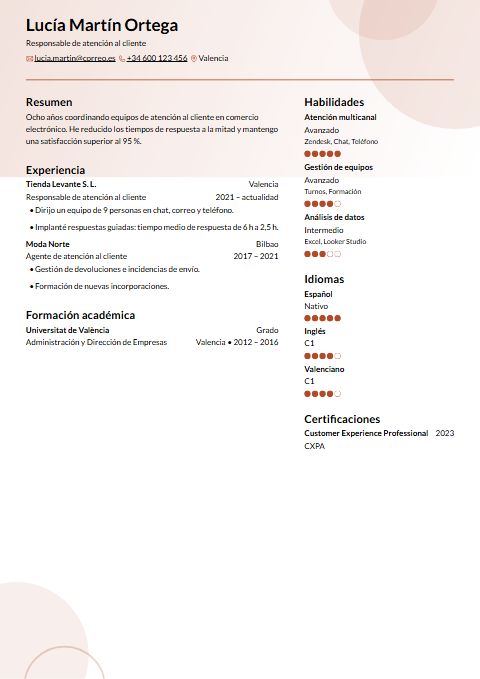 Lucía Martín Ortega
Responsable de atención al cliente
lucia.martin@correo.es +34 600 123 456 Valencia
Resumen
Ocho años coordinando equipos de atención al cliente en comercio
electrónico. He reducido los tiempos de respuesta a la mitad y mantengo
una satisfacción superior al 95 %.
Experiencia
Tienda Levante S. L. Valencia
Responsable de atención al cliente 2021 – actualidad
• Dirijo un equipo de 9 personas en chat, correo y teléfono.
• Implanté respuestas guiadas: tiempo medio de respuesta de 6 h a 2,5 h.
Moda Norte Bilbao
Agente de atención al cliente 2017 – 2021
• Gestión de devoluciones e incidencias de envío.
• Formación de nuevas incorporaciones.
Formación académica
Universitat de València Grado
Administración y Dirección de Empresas Valencia • 2012 – 2016
Habilidades
Atención multicanal
Avanzado
Zendesk, Chat, Teléfono
Gestión de equipos
Avanzado
Turnos, Formación
Análisis de datos
Intermedio
Excel, Looker Studio
Idiomas
Español
Nativo
Inglés
C1
Valenciano
C1
Certificaciones
Customer Experience Professional 2023
CXPA